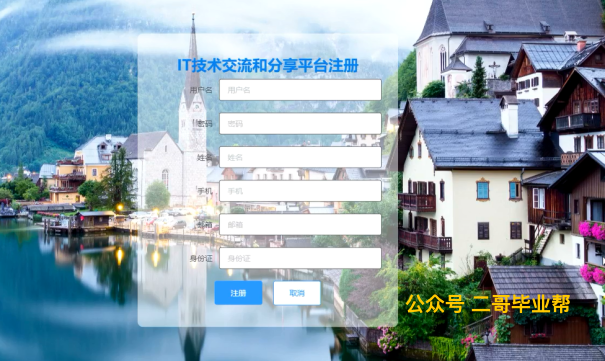 IT技术交流和分享平台注册
用户名 用户名
密码 密码
姓名 姓名
手机 手机
邮箱 邮箱
身份证 身份证
注册 取消
公众号 二哥毕业帮